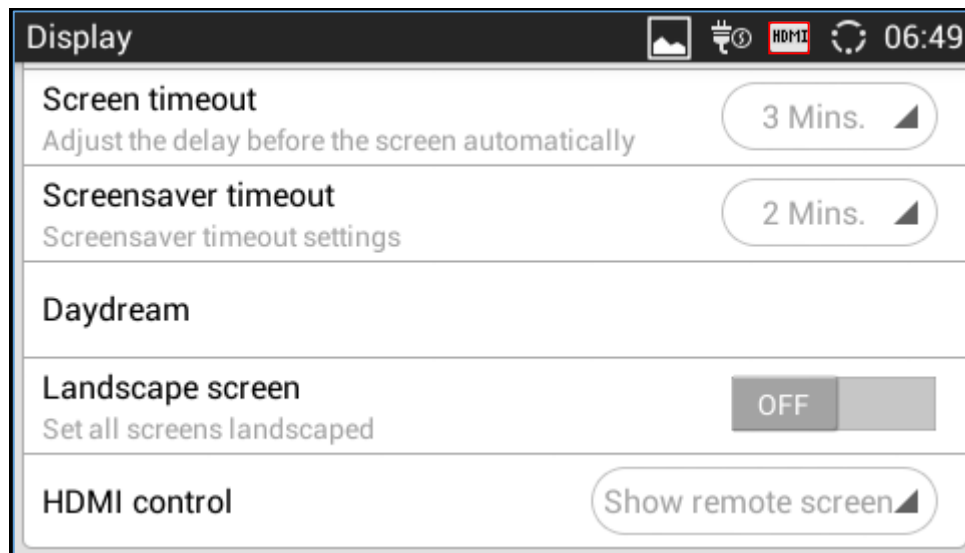 Display HDMI 06:49
Screen timeout
Adjust the delay before the screen automatically
3 Mins.
Screensaver timeout
Screensaver timeout settings
2 Mins.
Daydream
Landscape screen
Set all screens landscaped
OFF
HDMI control
Show remote screen